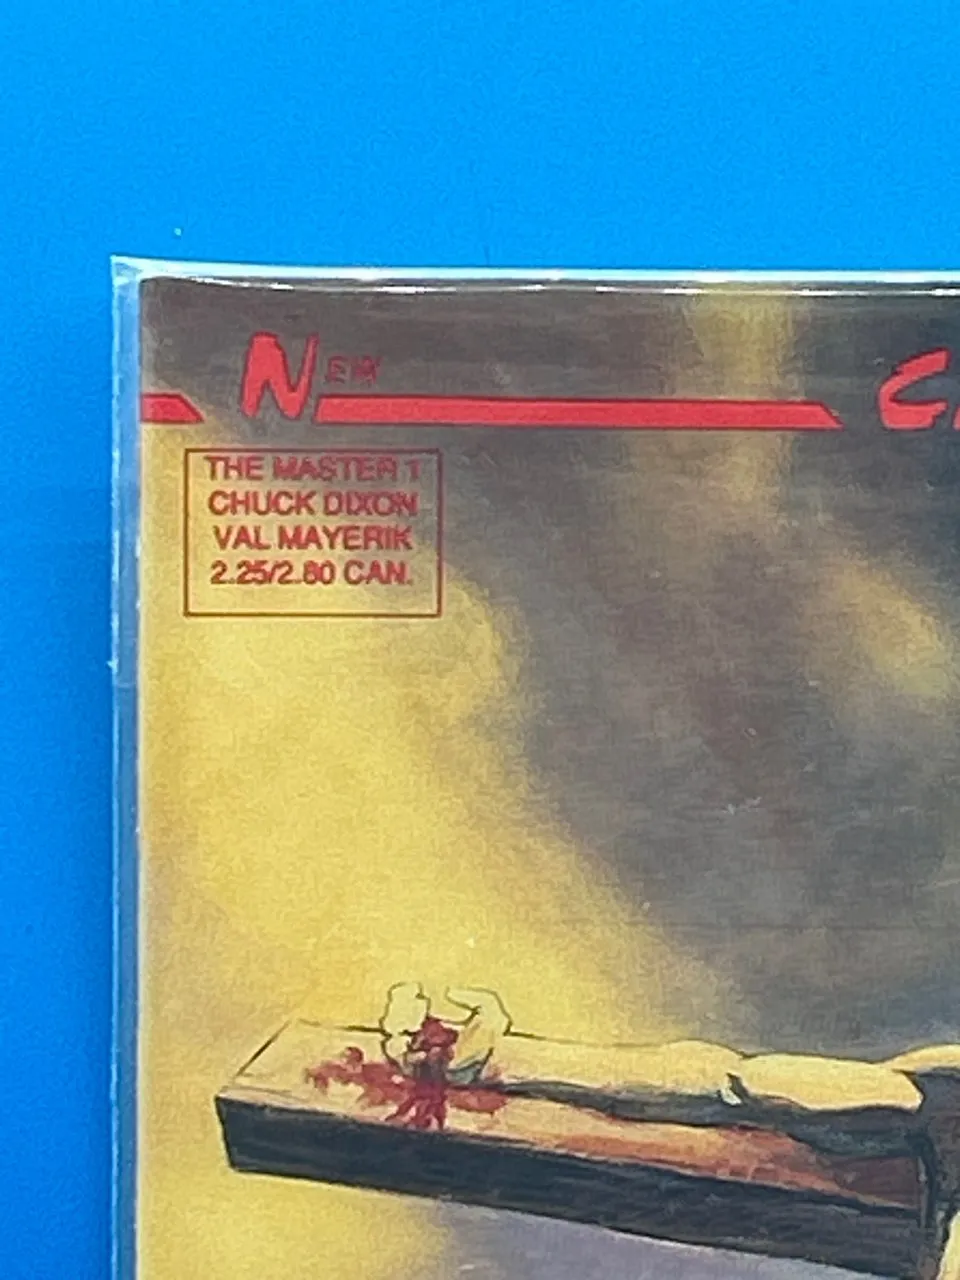 NEW C
THE MASTER 1
CHUCK DIXON
VAL MAYERIK
2.25/2.80 CAN.